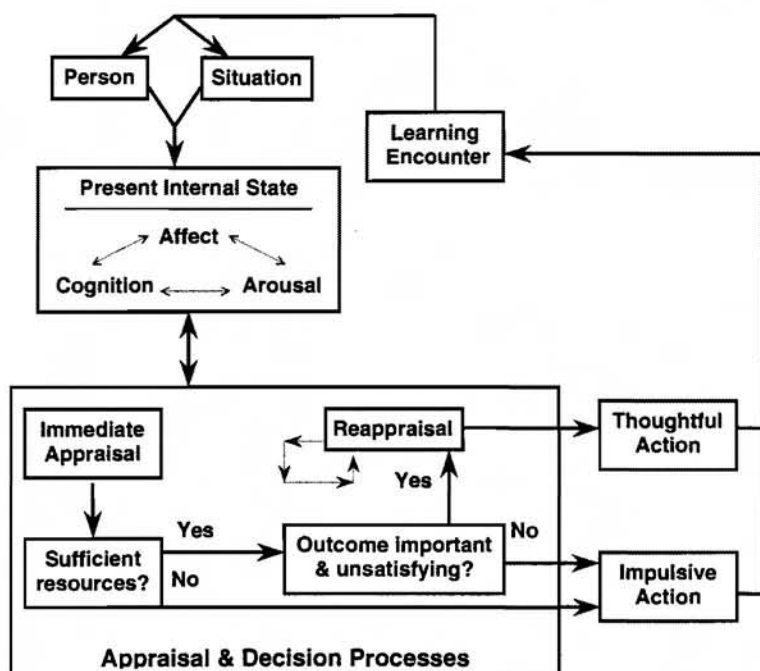 Person
Situation
Learning
Encounter
Present Internal State
Affect
Cognition
Arousal
Immediate
Appraisal
Reappraisal
Thoughtful
Action
Yes
Yes
No
Sufficient
resources?
No
Outcome important
& unsatisfying?
Impulsive
Action
Appraisal & Decision Processes